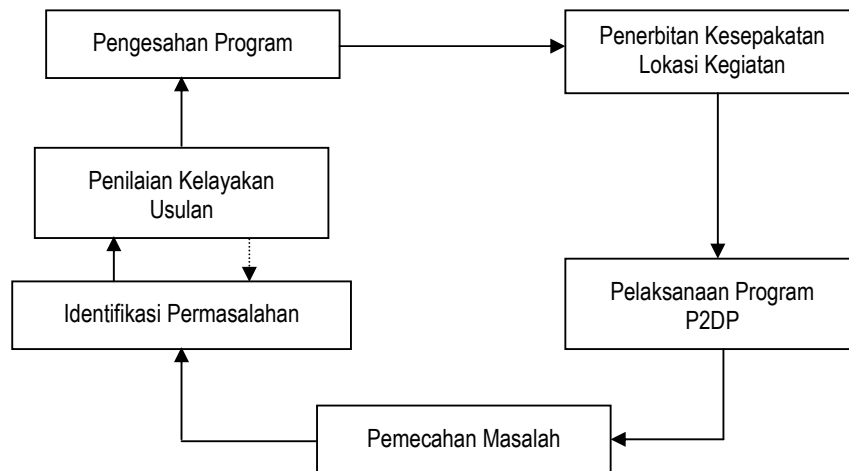 Pengesahan Program
Penerbitan Kesepakatan
Lokasi Kegiatan
Penilaian Kelayakan
Usulan
Identifikasi Permasalahan
Pelaksanaan Program
P2DP
Pemecahan Masalah